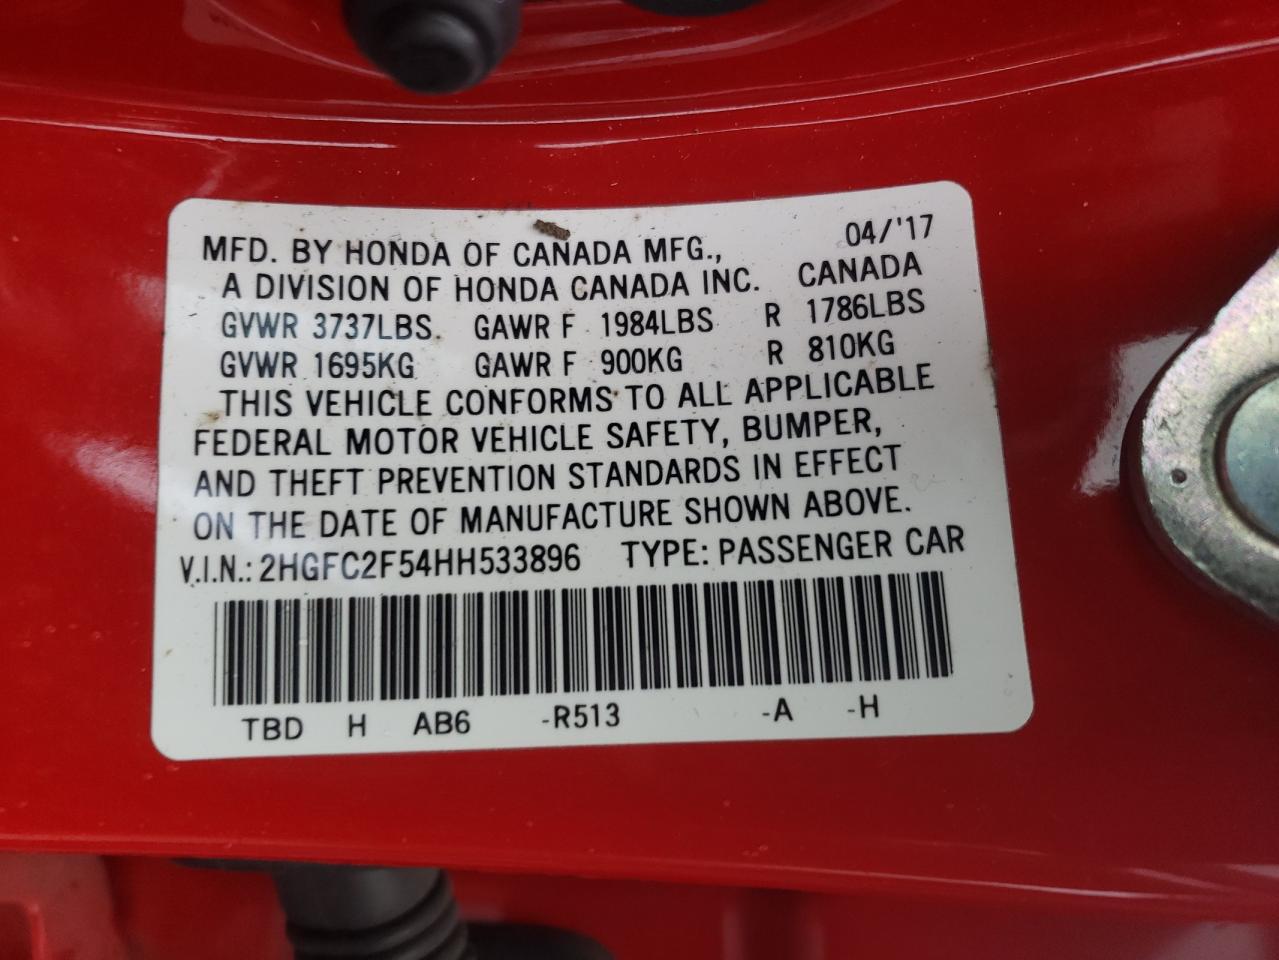 MFD. BY HONDA OF CANADA MFG., 04/'17
A DIVISION OF HONDA CANADA INC. CANADA
GVWR 3737LBS GAWR F 1984LBS R 1786LBS
GVWR 1695KG GAWR F 900KG R 810KG
THIS VEHICLE CONFORMS TO ALL APPLICABLE
FEDERAL MOTOR VEHICLE SAFETY, BUMPER,
AND THEFT PREVENTION STANDARDS IN EFFECT
ON THE DATE OF MANUFACTURE SHOWN ABOVE.
V.I.N.: 2HGFC2F54HH533896 TYPE: PASSENGER CAR
TBD H AB6 -R513 -A -H